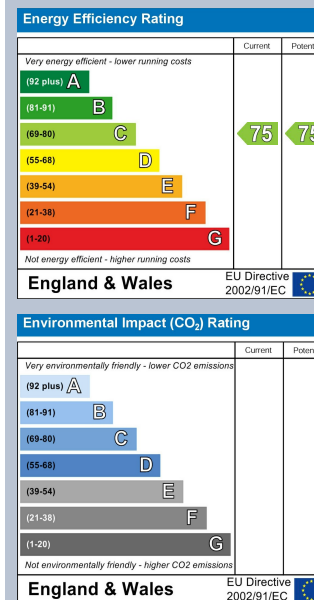 Energy Efficiency Rating
Current Potent
Very energy efficient - lower running costs
(92 plus) A
(81-91) B
(69-80) C 75 75
(55-68) D
(39-54) E
(21-38) F
(1-20) G
Not energy efficient - higher running costs
England & Wales EU Directive 2002/91/EC
Environmental Impact (CO₂) Rating
Current Poten
Very environmentally friendly - lower CO2 emissions
(92 plus) A
(81-91) B
(69-80) C
(55-68) D
(39-54) E
(21-38) F
(1-20) G
Not environmentally friendly - higher CO2 emissions
England & Wales EU Directive 2002/91/EC